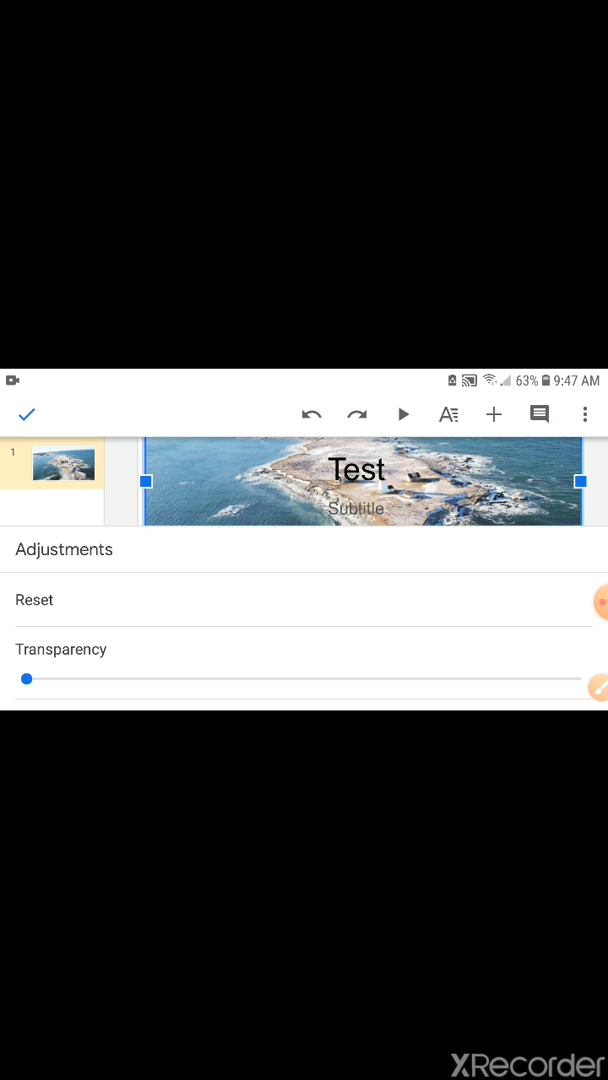 63% 9:47 AM
1
Test
Subtitle
Adjustments
Reset
Transparency
XRecorder